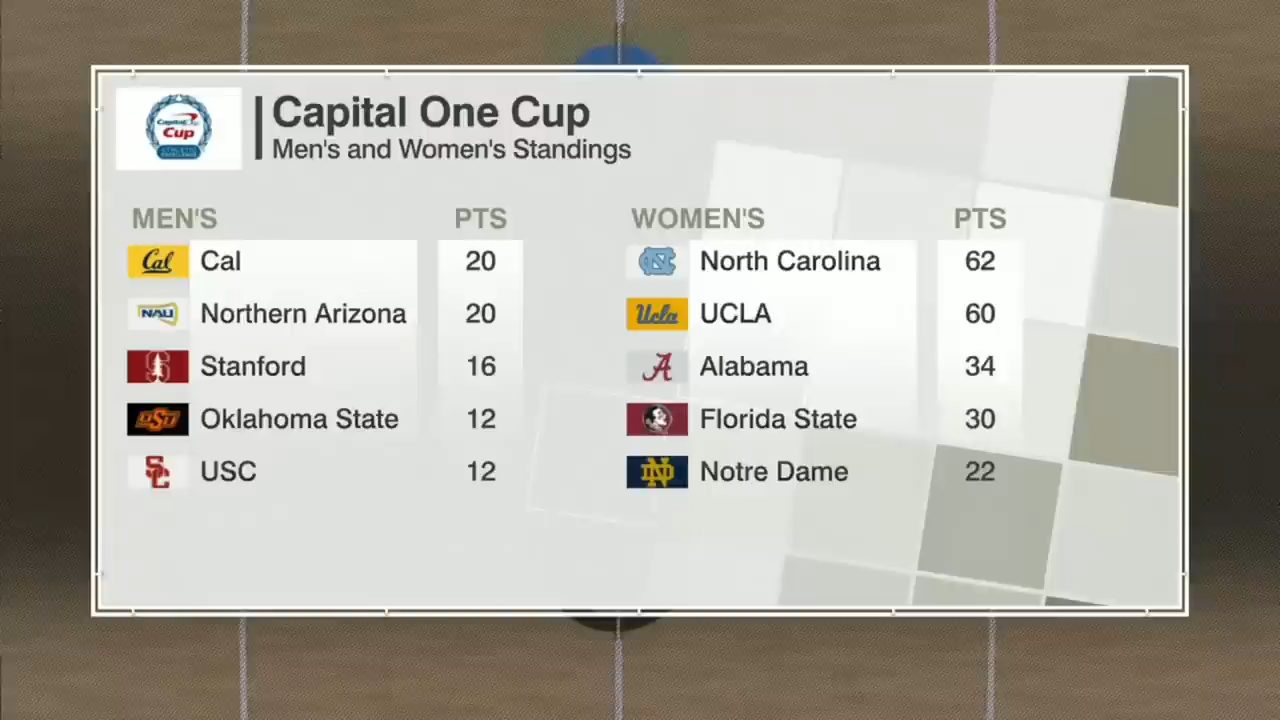 Capital One Cup
Men's and Women's Standings
Cup
MEN'S PTS
Cal Cal 20
NAU Northern Arizona 20
S Stanford 16
OSU Oklahoma State 12
SC USC 12
WOMEN'S PTS
NC North Carolina 62
Ucla UCLA 60
A Alabama 34
Florida State 30
ND Notre Dame 22